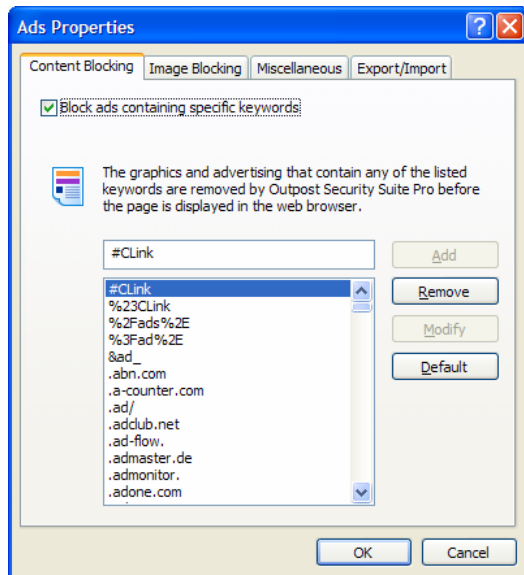 Ads Properties
Content Blocking
Image Blocking
Miscellaneous
Export/Import
Block ads containing specific keywords
The graphics and advertising that contain any of the listed
keywords are removed by Outpost Security Suite Pro before
the page is displayed in the web browser.
#CLink
Add
#CLink
Remove
%23CLink
%2Fads%2E
%3Fad%2E
Modify
&ad_
.abn.com
Default
.a-counter.com
.ad/
.adclub.net
.ad-flow.
.admaster.de
.admonitor.
.adone.com
OK
Cancel